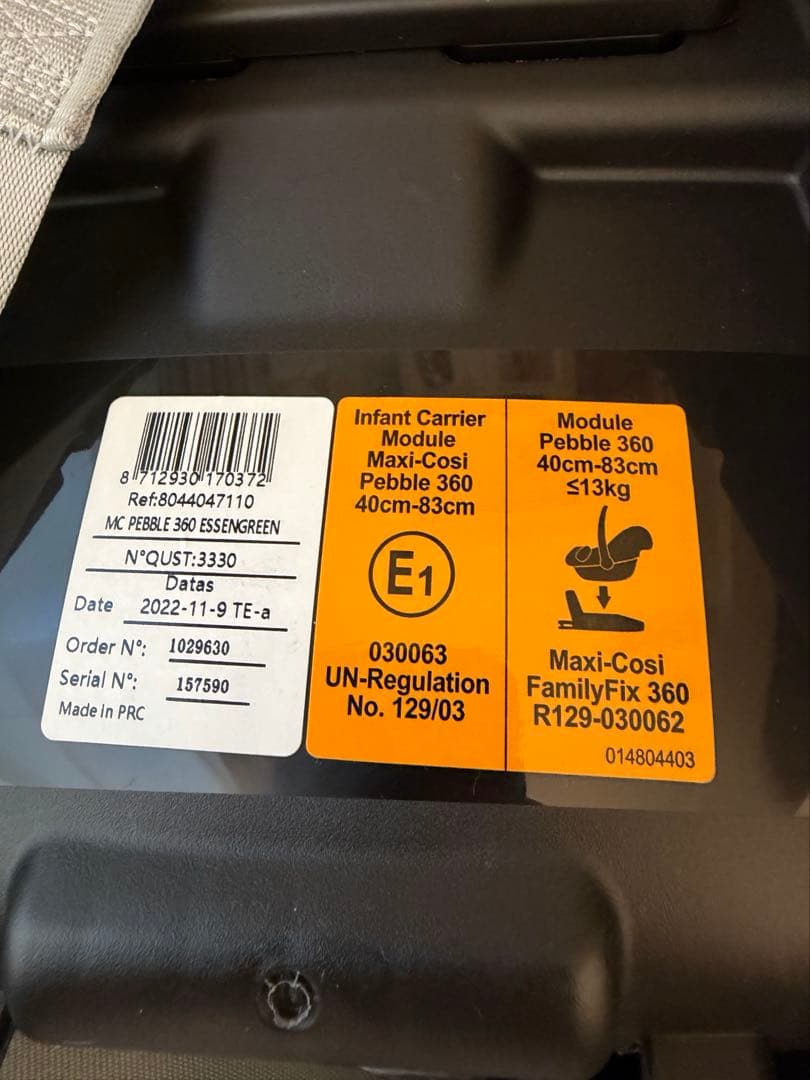 8 712930 170372
Ref:8044047110
MC PEBBLE 360 ESSENGREEN
N°QUST:3330
Datas
Date 2022-11-9 TE-a
Order N°: 1029630
Serial N°: 157590
Made in PRC
Infant Carrier
Module
Maxi-Cosi
Pebble 360
40cm-83cm
E1
030063
UN-Regulation
No. 129/03
Module
Pebble 360
40cm-83cm
≤13kg
Maxi-Cosi
FamilyFix 360
R129-030062
014804403